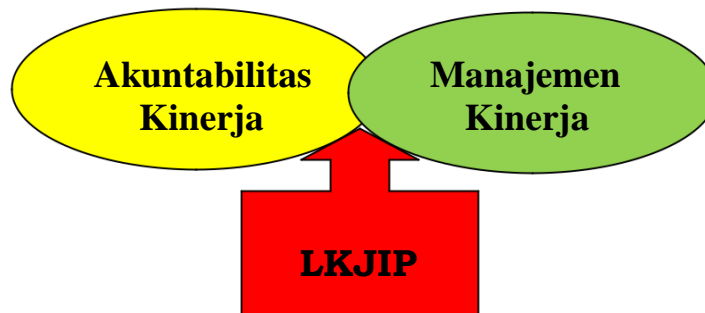 Akuntabilitas
Kinerja
Manajemen
Kinerja
LKJIP